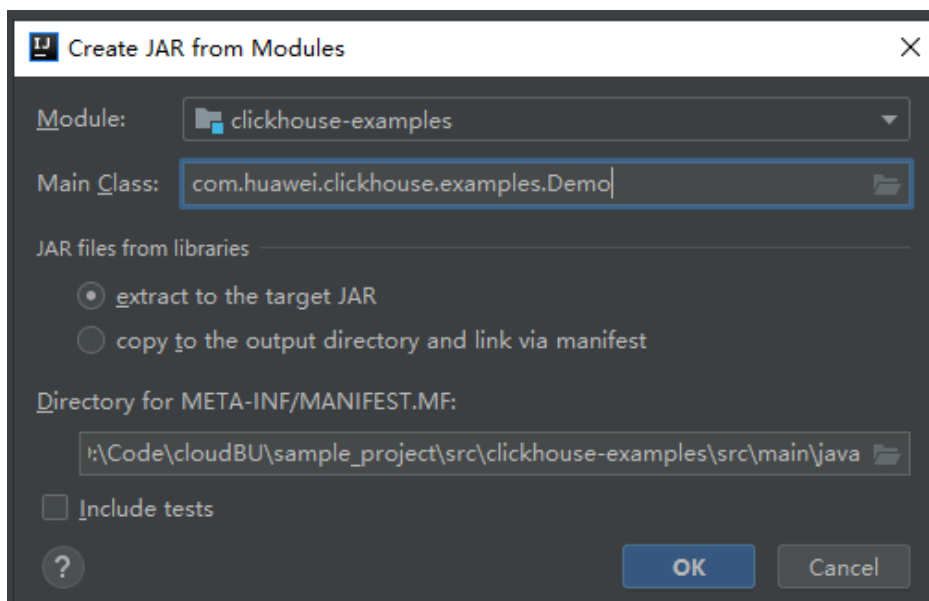 Create JAR from Modules
Module: clickhouse-examples
Main Class: com.huawei.clickhouse.examples.Demo
JAR files from libraries
extract to the target JAR
copy to the output directory and link via manifest
Directory for META-INF/MANIFEST.MF:
:\Code\cloudBU\sample_project\src\clickhouse-examples\src\main\java
Include tests
? OK Cancel